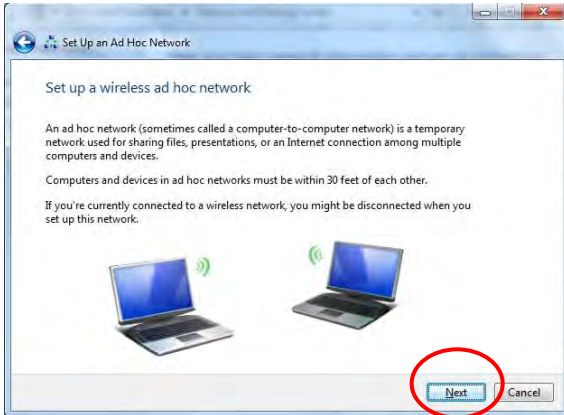 Set Up an Ad Hoc Network
Set up a wireless ad hoc network
An ad hoc network (sometimes called a computer-to-computer network) is a temporary
network used for sharing files, presentations, or an Internet connection among multiple
computers and devices.
Computers and devices in ad hoc networks must be within 30 feet of each other.
If you're currently connected to a wireless network, you might be disconnected when you
set up this network.
Next Cancel